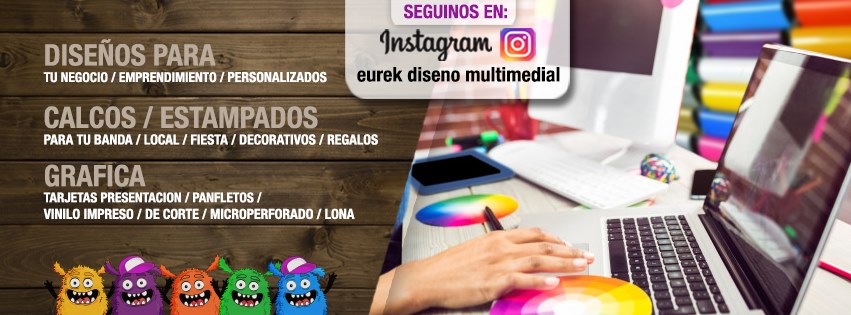 SEGUINOS EN:
Instagram
eurek diseno multimedial
DISEÑOS PARA
TU NEGOCIO / EMPRENDIMIENTO / PERSONALIZADOS
CALCOS / ESTAMPADOS
PARA TU BANDA / LOCAL / FIESTA / DECORATIVOS / REGALOS
GRAFICA
TARJETAS PRESENTACION / PANFLETOS /
VINILO IMPRESO / DE CORTE / MICROPERFORADO / LONA